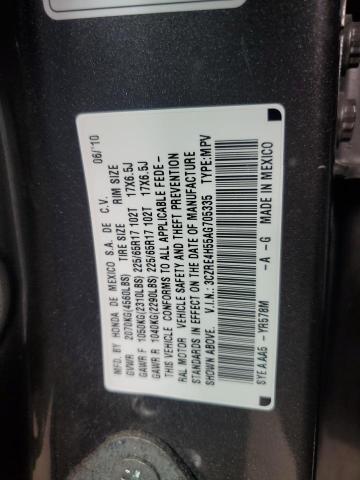 MFD BY HONDA DE MEXICO S.A. DE C.V. 06/'10
TIRE SIZE RIM SIZE
GVWR 2070KG(4560LBS)
GAWR F 1050KG(2310LBS) 225/65R17 102T 17X6.5J
GAWR R 1040KG(2290LBS) 225/65R17 102T 17X6.5J
THIS VEHICLE CONFORMS TO ALL APPLICABLE FEDE-
RAL MOTOR VEHICLE SAFETY AND THEFT PREVENTION
STANDARDS IN EFFECT ON THE DATE OF MANUFACTURE
SHOWN ABOVE. V.I.N.: 3CZRE4H55AG705335 TYPE:MPV
SYEAAA5- YR578M -A -G MADE IN MEXICO